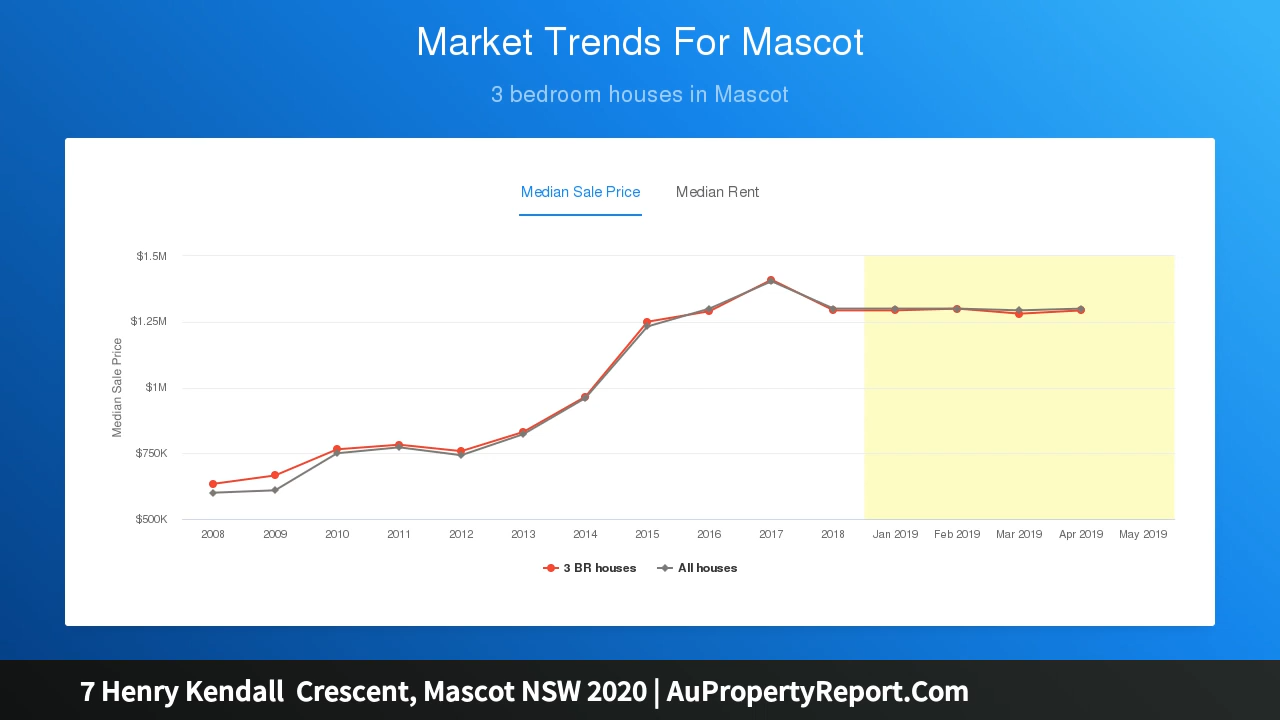 Market Trends For Mascot
3 bedroom houses in Mascot
Median Sale Price Median Rent
$1.5M
$1.25M
$1M
$750K
$500K
Median Sale Price
2008 2009 2010 2011 2012 2013 2014 2015 2016 2017 2018 Jan 2019 Feb 2019 Mar 2019 Apr 2019 May 2019
3 BR houses All houses
7 Henry Kendall Crescent, Mascot NSW 2020 | AuPropertyReport.Com